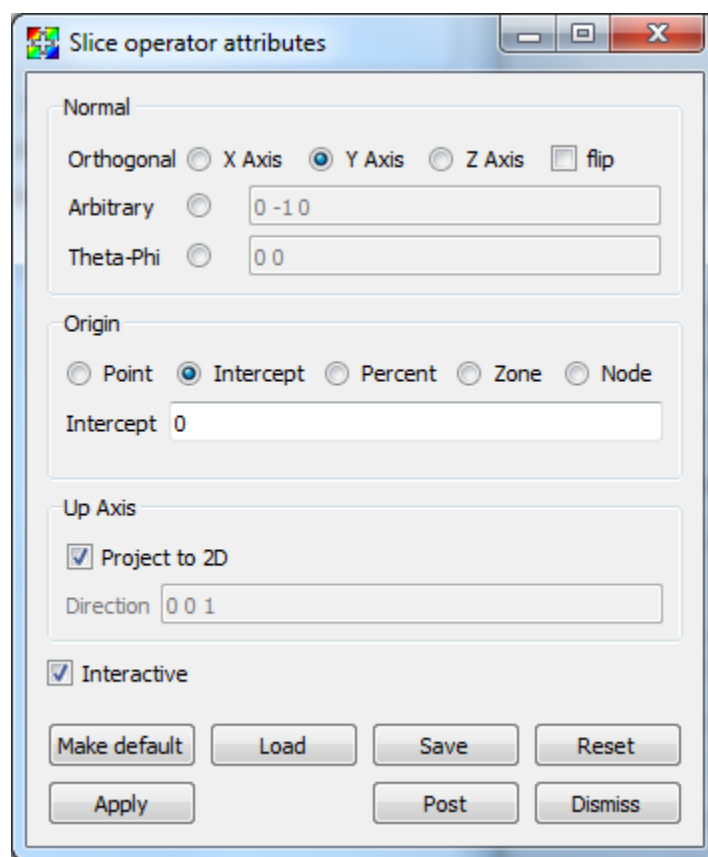 Slice operator attributes
Normal
Orthogonal X Axis Y Axis Z Axis flip
Arbitrary 0 -1 0
Theta-Phi 0 0
Origin
Point Intercept Percent Zone Node
Intercept 0
Up Axis
Project to 2D
Direction 0 0 1
Interactive
Make default Load Save Reset
Apply Post Dismiss